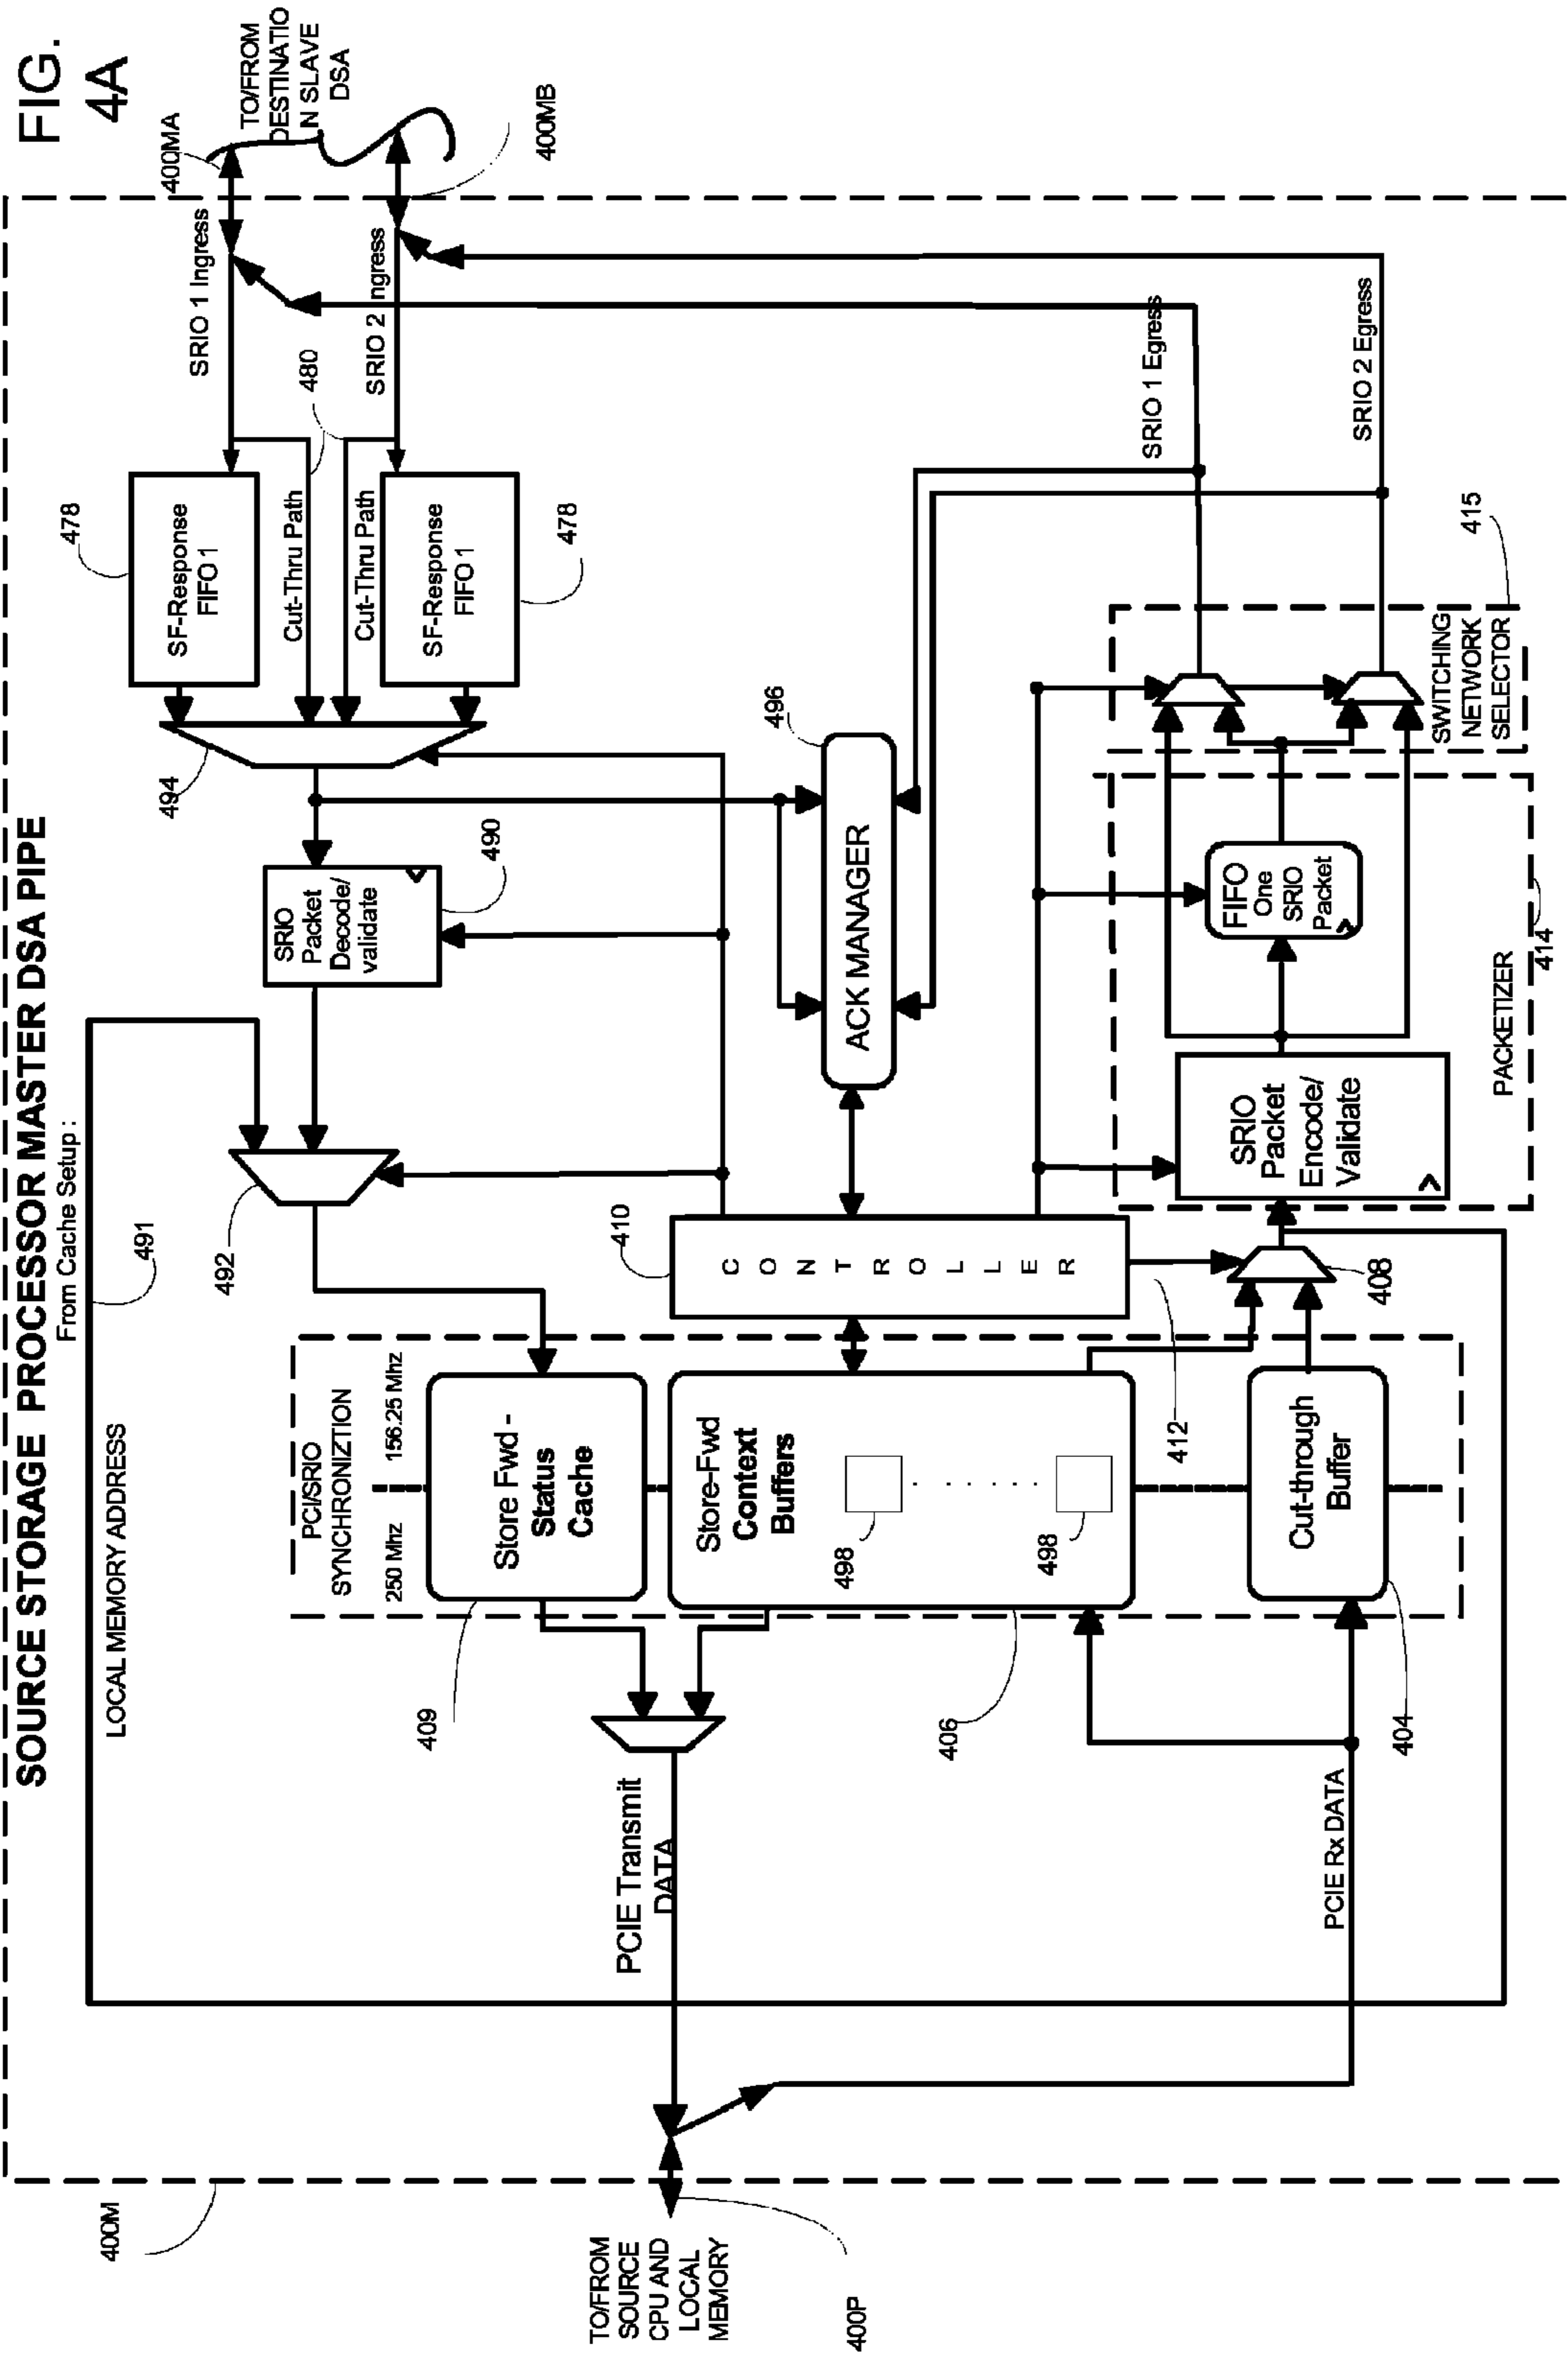 FIG.
4A
SOURCE STORAGE PROCESSOR MASTER DSA PIPE
From Cache Setup :
LOCAL MEMORY ADDRESS
491
400M
400MA
TO/FROM
DESTINATIO
N SLAVE
DSA
400MB
SRIO 1 Ingress
SRIO 2 ngress
480
478
SF-Response
FIFO 1
Cut-Thru Path
Cut-Thru Path
SF-Response
FIFO 1
478
494
490
SRIO
Packet
Decode/
validate
492
PCI/SRIO
SYNCHRONIZTION
250 Mhz
156.25 Mhz
Store Fwd -
Status
Cache
409
Store-Fwd
Context
Buffers
498
498
406
Cut-through
Buffer
404
PCIE Transmit
DATA
PCIE Rx DATA
TO/FROM
SOURCE
CPU AND
LOCAL
MEMORY
400P
410
CONTROLLER
412
408
496
ACK MANAGER
SRIO
Packet
Encode/
Validate
FIFO
One
SRIO
Packet
PACKETIZER
414
SWITCHING
NETWORK
SELECTOR
415
SRIO 1 Egress
SRIO 2 Egress